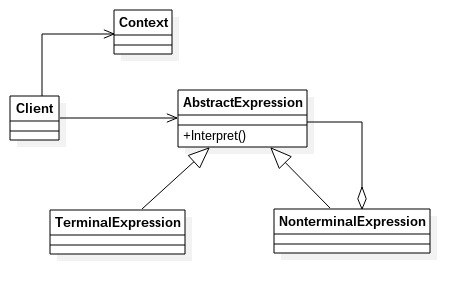 Context
Client
AbstractExpression
+Interpret()
TerminalExpression
NonterminalExpression